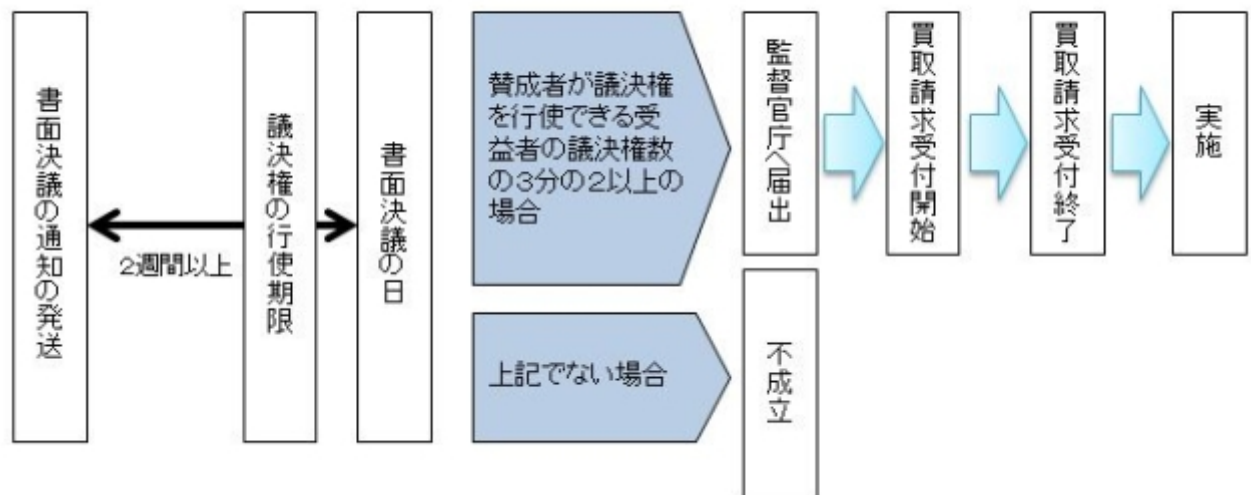 書面決議の通知の発送
2週間以上
議決権の行使期限
書面決議の日
賛成者が議決権
を行使できる受
益者の議決権数
の3分の2以上の
場合
監督官庁へ届出
買取請求受付開始
買取請求受付終了
実施
上記でない場合
不成立